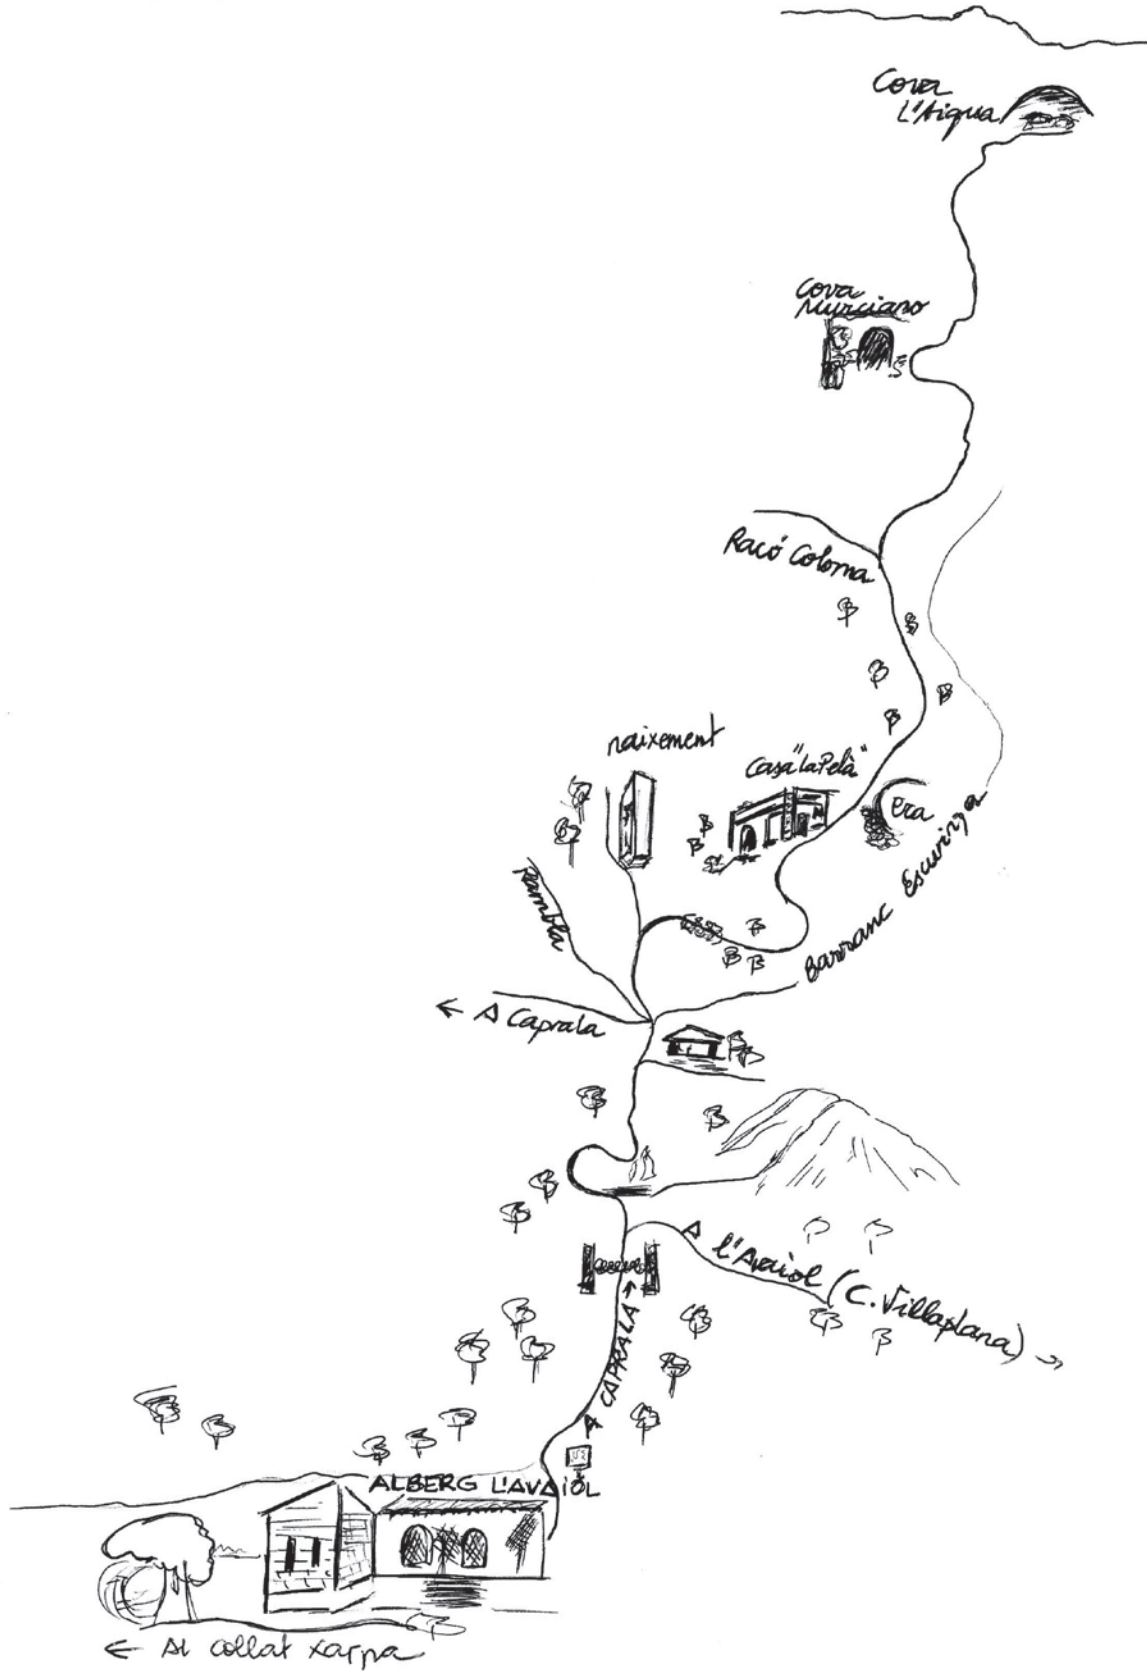 Cova
L'Aigua
Cova
Murciano
Racó Coloma
naixement
Casa "La Pelà"
era
Rambla
Barranc Escurinza
← A Caprala
A l'Avaiol (C. Villaplana) →
A CAPRALA →
ALBERG L'AVAIOL
← Al collat xarpa